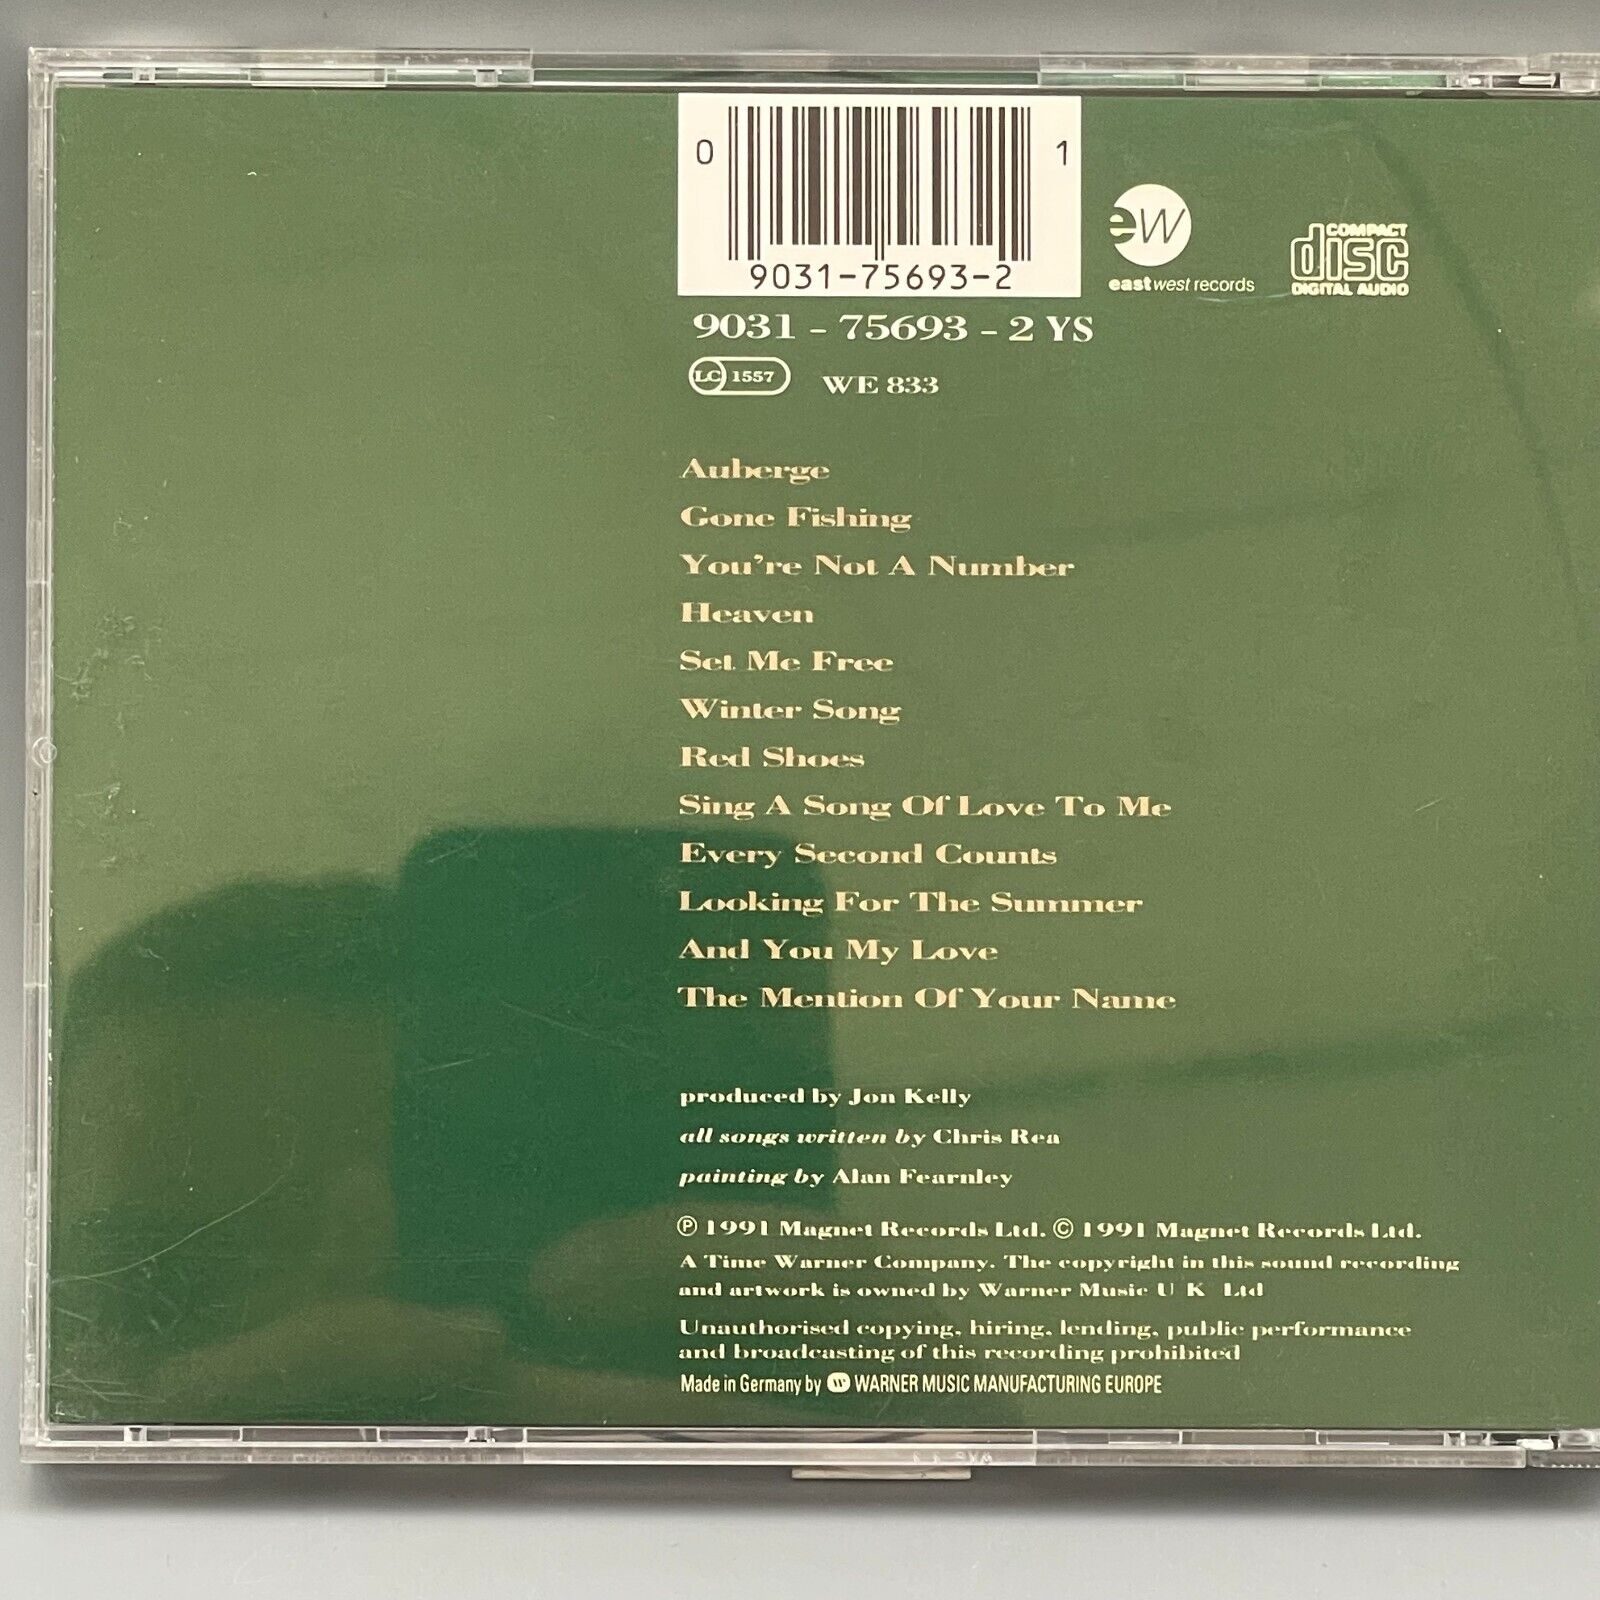 0 1
9031-75693-2
ew
eastwest records
COMPACT
disc
DIGITAL AUDIO
9031 - 75693 - 2 YS
LC 1557 WE 833
Auberge
Gone Fishing
You're Not A Number
Heaven
Set Me Free
Winter Song
Red Shoes
Sing A Song Of Love To Me
Every Second Counts
Looking For The Summer
And You My Love
The Mention Of Your Name
produced by Jon Kelly
all songs written by Chris Rea
painting by Alan Fearnley
℗ 1991 Magnet Records Ltd. © 1991 Magnet Records Ltd.
A Time Warner Company. The copyright in this sound recording
and artwork is owned by Warner Music U K Ltd
Unauthorised copying, hiring, lending, public performance
and broadcasting of this recording prohibited
Made in Germany by WARNER MUSIC MANUFACTURING EUROPE